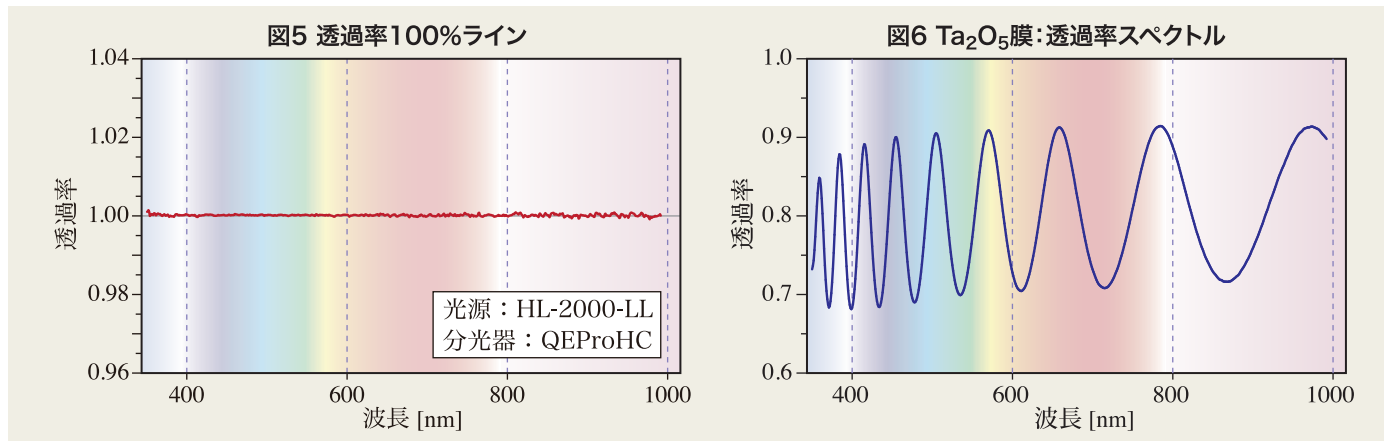 図5 透過率100%ライン
1.04
1.02
1.00
0.98
0.96
透過率
光源：HL-2000-LL
分光器：QEProHC
400
600
800
1000
波長 [nm]
図6 Ta₂O₅膜：透過率スペクトル
1.0
0.9
0.8
0.7
0.6
透過率
400
600
800
1000
波長 [nm]